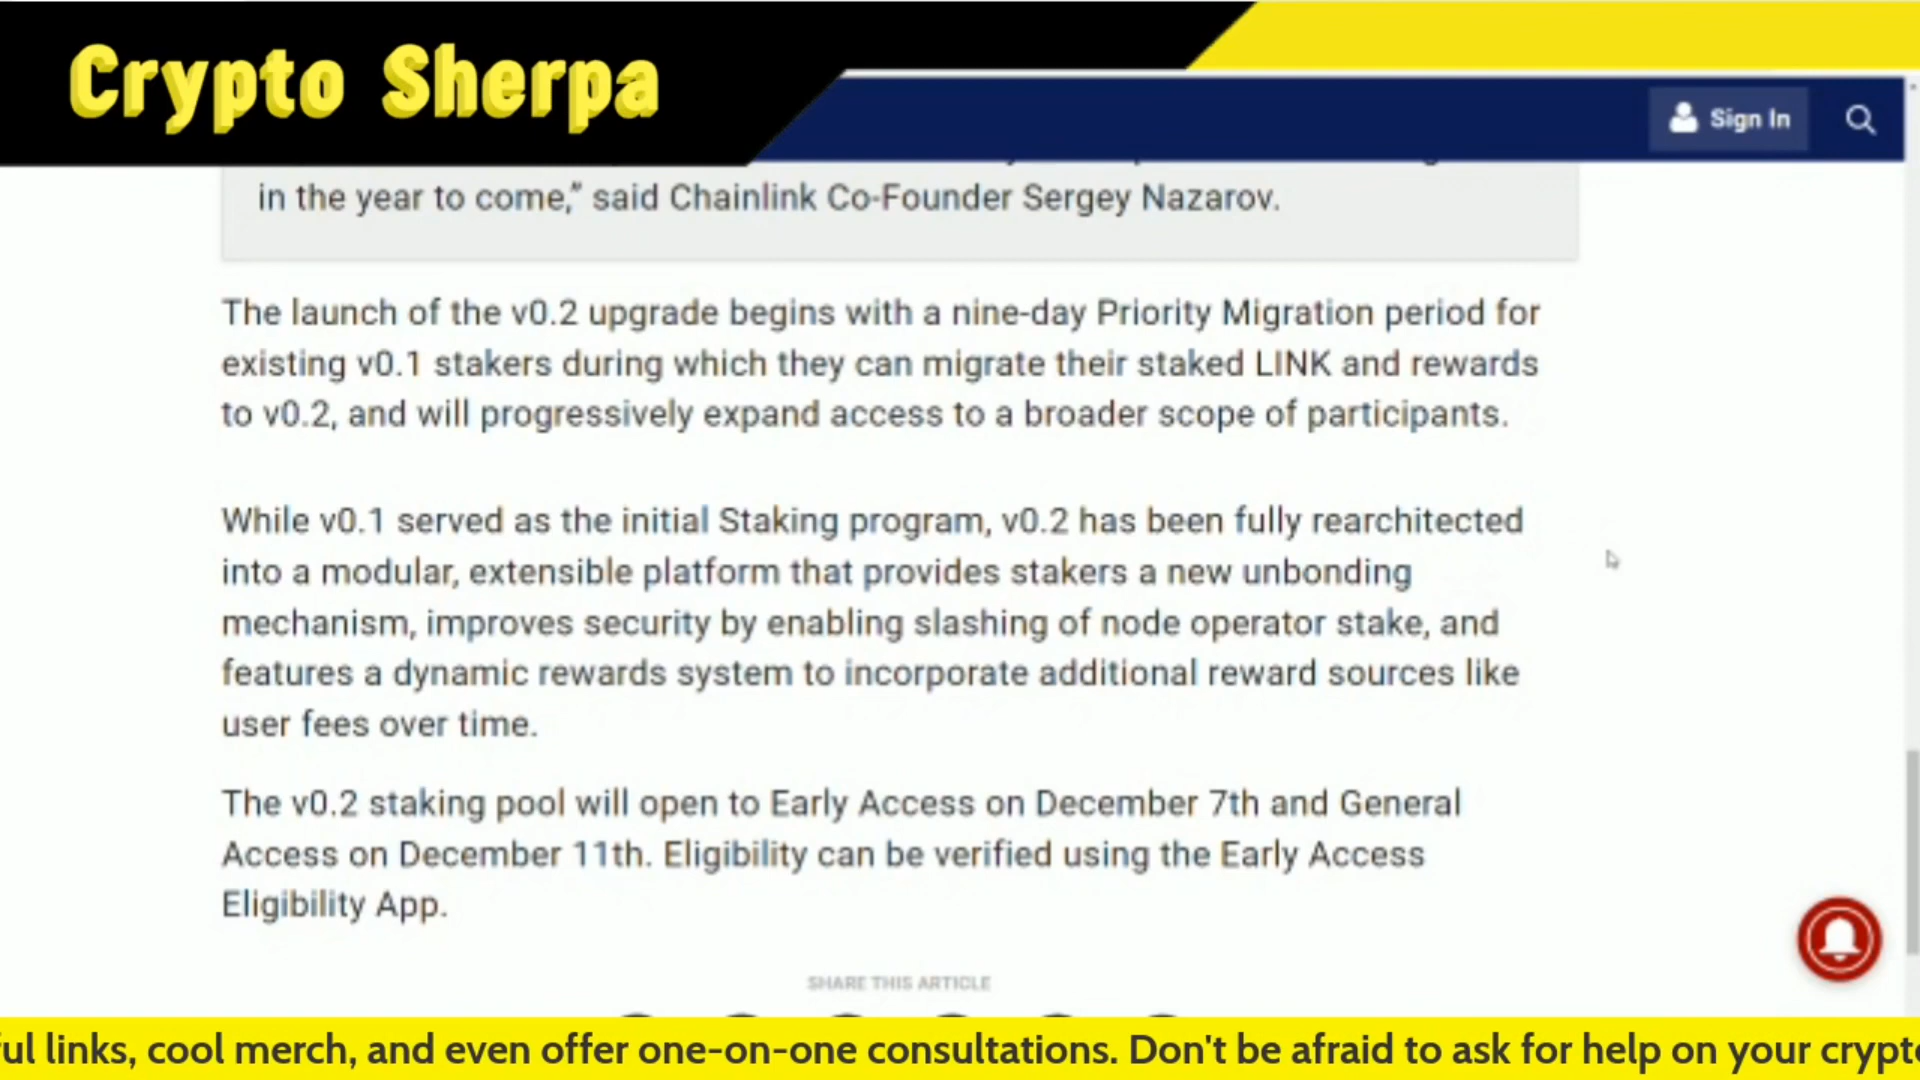 Crypto Sherpa
Sign In
in the year to come,” said Chainlink Co-Founder Sergey Nazarov.
The launch of the v0.2 upgrade begins with a nine-day Priority Migration period for
existing v0.1 stakers during which they can migrate their staked LINK and rewards
to v0.2, and will progressively expand access to a broader scope of participants.
While v0.1 served as the initial Staking program, v0.2 has been fully rearchitected
into a modular, extensible platform that provides stakers a new unbonding
mechanism, improves security by enabling slashing of node operator stake, and
features a dynamic rewards system to incorporate additional reward sources like
user fees over time.
The v0.2 staking pool will open to Early Access on December 7th and General
Access on December 11th. Eligibility can be verified using the Early Access
Eligibility App.
SHARE THIS ARTICLE
links, cool merch, and even offer one-on-one consultations. Don't be afraid to ask for help on your